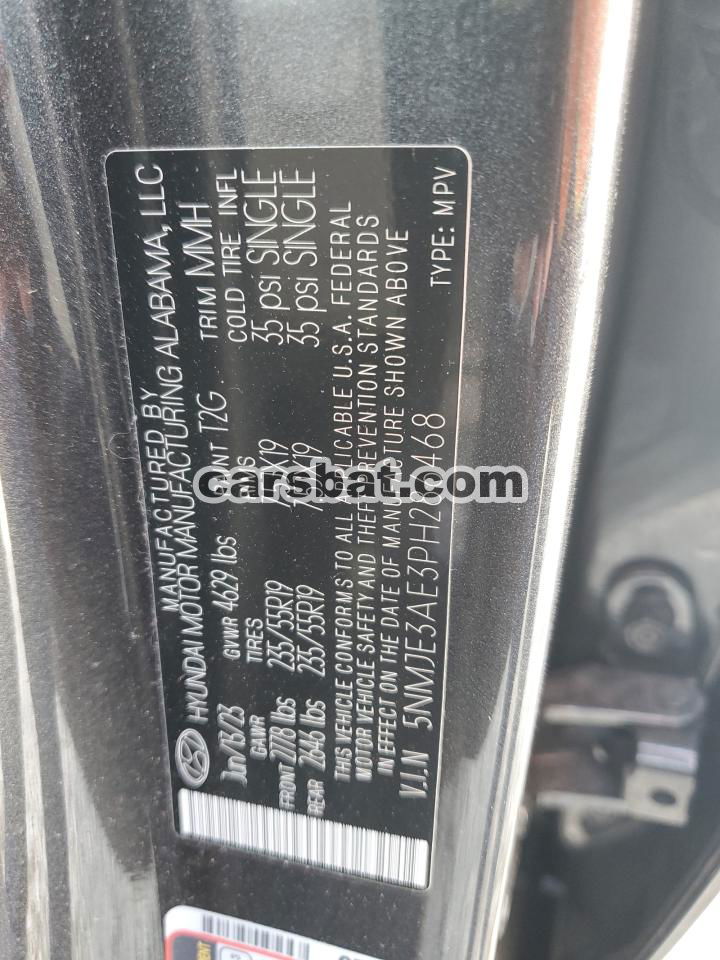 MANUFACTURED BY
HYUNDAI MOTOR MANUFACTURING ALABAMA, LLC
Jun/15/23 GVWR 4629 lbs T2G TRIM MMH
GAWR TIRES COLD TIRE INFL
FRONT 2778 lbs 235/55R19 35 psi SINGLE
REAR 2646 lbs 235/55R19 35 psi SINGLE
THIS VEHICLE CONFORMS TO ALL APPLICABLE U.S.A. FEDERAL
MOTOR VEHICLE SAFETY AND THEFT PREVENTION STANDARDS
IN EFFECT ON THE DATE OF MANUFACTURE SHOWN ABOVE
V.I.N
TYPE: MPV
carsbat.com